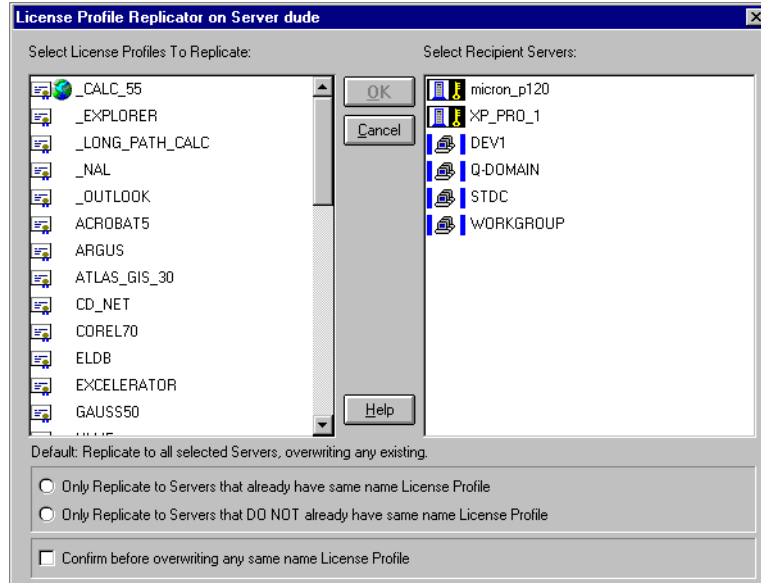 License Profile Replicator on Server dude
Select License Profiles To Replicate:
Select Recipient Servers:
_CALC_55
_EXPLORER
_LONG_PATH_CALC
_NAL
_OUTLOOK
ACROBAT5
ARGUS
ATLAS_GIS_30
CD_NET
COREL70
ELDB
EXCELERATOR
GAUSS50
OK
Cancel
Help
micron_p120
XP_PRO_1
DEV1
Q-DOMAIN
STDC
WORKGROUP
Default: Replicate to all selected Servers, overwriting any existing.
Only Replicate to Servers that already have same name License Profile
Only Replicate to Servers that DO NOT already have same name License Profile
Confirm before overwriting any same name License Profile